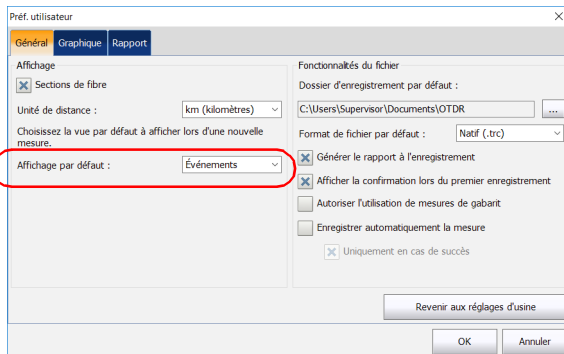 Préf. utilisateur
Général Graphique Rapport
Affichage
Sections de fibre
Unité de distance : km (kilomètres)
Choisissez la vue par défaut à afficher lors d'une nouvelle
mesure.
Affichage par défaut : Événements
Fonctionnalités du fichier
Dossier d'enregistrement par défaut :
C:\Users\Supervisor\Documents\OTDR ...
Format de fichier par défaut : Natif (.trc)
Générer le rapport à l'enregistrement
Afficher la confirmation lors du premier enregistrement
Autoriser l'utilisation de mesures de gabarit
Enregistrer automatiquement la mesure
Uniquement en cas de succès
Revenir aux réglages d'usine
OK Annuler